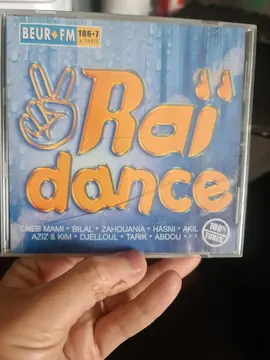 BEUR FM
106•7
A PARIS
Raï
dance
CHEB MAMI • BILAL • ZAHOUANIA • HASNI • AKIL
AZIZ & KIM • DJELLOUL • TARIK • ABDOU •••
100%
TUBES